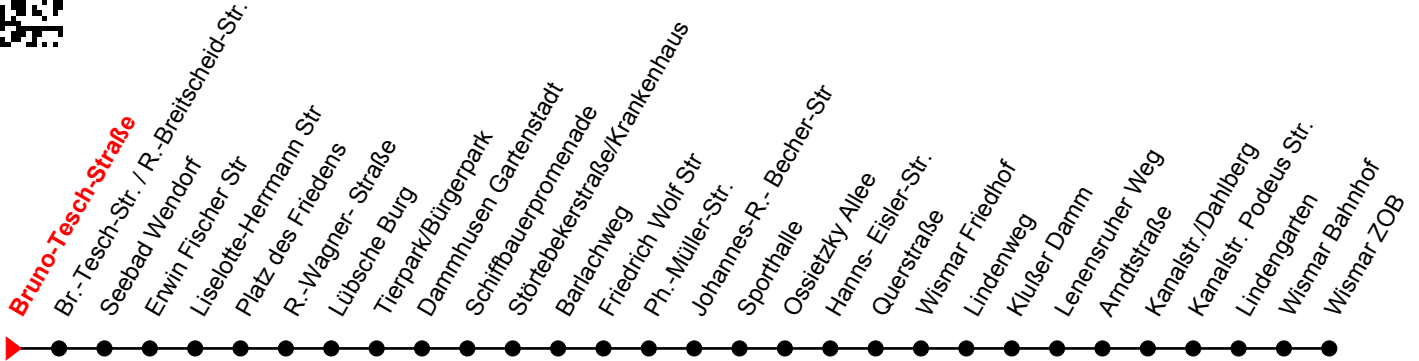 Bruno-Tesch-Straße
Br.-Tesch-Str. / R.-Breitscheid-Str.
Seebad Wendorf
Erwin Fischer Str
Liselotte-Herrmann Str
Platz des Friedens
R.-Wagner- Straße
Lübsche Burg
Tierpark/Bürgerpark
Dammhusen Gartenstadt
Schiffbauerpromenade
Störtebekerstraße/Krankenhaus
Barlachweg
Friedrich Wolf Str
Ph.-Müller-Str.
Johannes-R.- Becher-Str
Sporthalle
Ossietzky Allee
Hanns- Eisler-Str.
Querstraße
Wismar Friedhof
Lindenweg
Klußer Damm
Lenensruher Weg
Arndtstraße
Kanalstr./Dahlberg
Kanalstr. Podeus Str.
Lindengarten
Wismar Bahnhof
Wismar ZOB